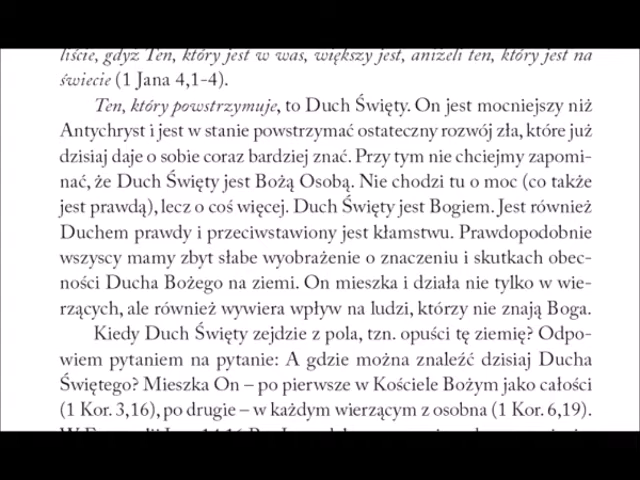 liście, gdyż Ten, który jest w was, większy jest, aniżeli ten, który jest na
świecie (1 Jana 4,1-4).
Ten, który powstrzymuje, to Duch Święty. On jest mocniejszy niż
Antychryst i jest w stanie powstrzymać ostateczny rozwój zła, które już
dzisiaj daje o sobie coraz bardziej znać. Przy tym nie chciejmy zapomi-
nać, że Duch Święty jest Bożą Osobą. Nie chodzi tu o moc (co także
jest prawdą), lecz o coś więcej. Duch Święty jest Bogiem. Jest również
Duchem prawdy i przeciwstawiony jest kłamstwu. Prawdopodobnie
wszyscy mamy zbyt słabe wyobrażenie o znaczeniu i skutkach obec-
ności Ducha Bożego na ziemi. On mieszka i działa nie tylko w wie-
rzących, ale również wywiera wpływ na ludzi, którzy nie znają Boga.
Kiedy Duch Święty zejdzie z pola, tzn. opuści tę ziemię? Odpo-
wiem pytaniem na pytanie: A gdzie można znaleźć dzisiaj Ducha
Świętego? Mieszka On – po pierwsze w Kościele Bożym jako całości
(1 Kor. 3,16), po drugie – w każdym wierzącym z osobna (1 Kor. 6,19).